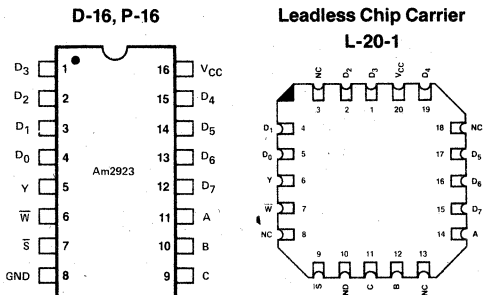 D-16, P-16
D3 1 16 VCC
D2 2 15 D4
D1 3 14 D5
D0 4 13 D6
Am2923
Y 5 12 D7
W̅ 6 11 A
S̅ 7 10 B
GND 8 9 C
Leadless Chip Carrier
L-20-1
NC D2 D3 VCC D4
3 2 1 20 19
D1 4 18 NC
D0 5 17 D5
Y 6 16 D6
W̅ 7 15 D7
NC 8 14 A
9 10 11 12 13
S̅ ND C B NC